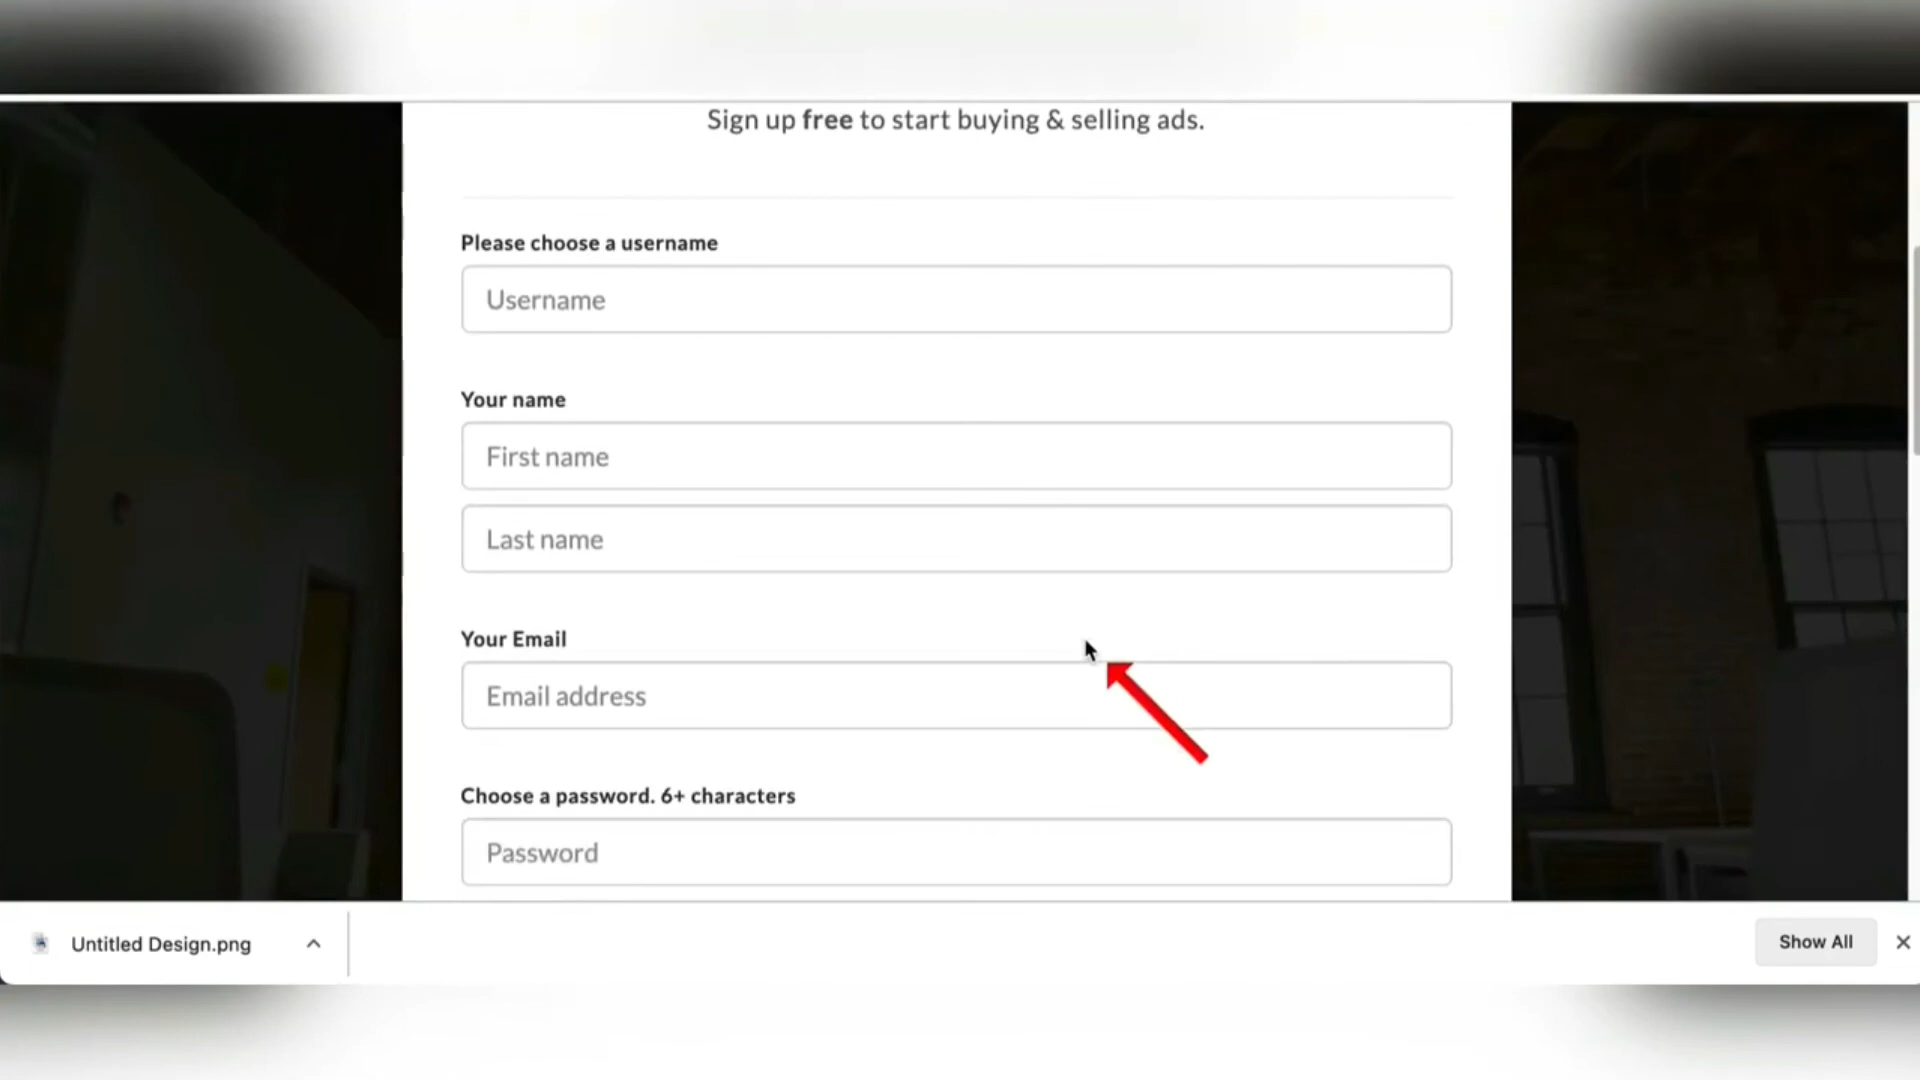 Sign up free to start buying & selling ads.
Please choose a username
Username
Your name
First name
Last name
Your Email
Email address
Choose a password. 6+ characters
Password
Untitled Design.png
Show All